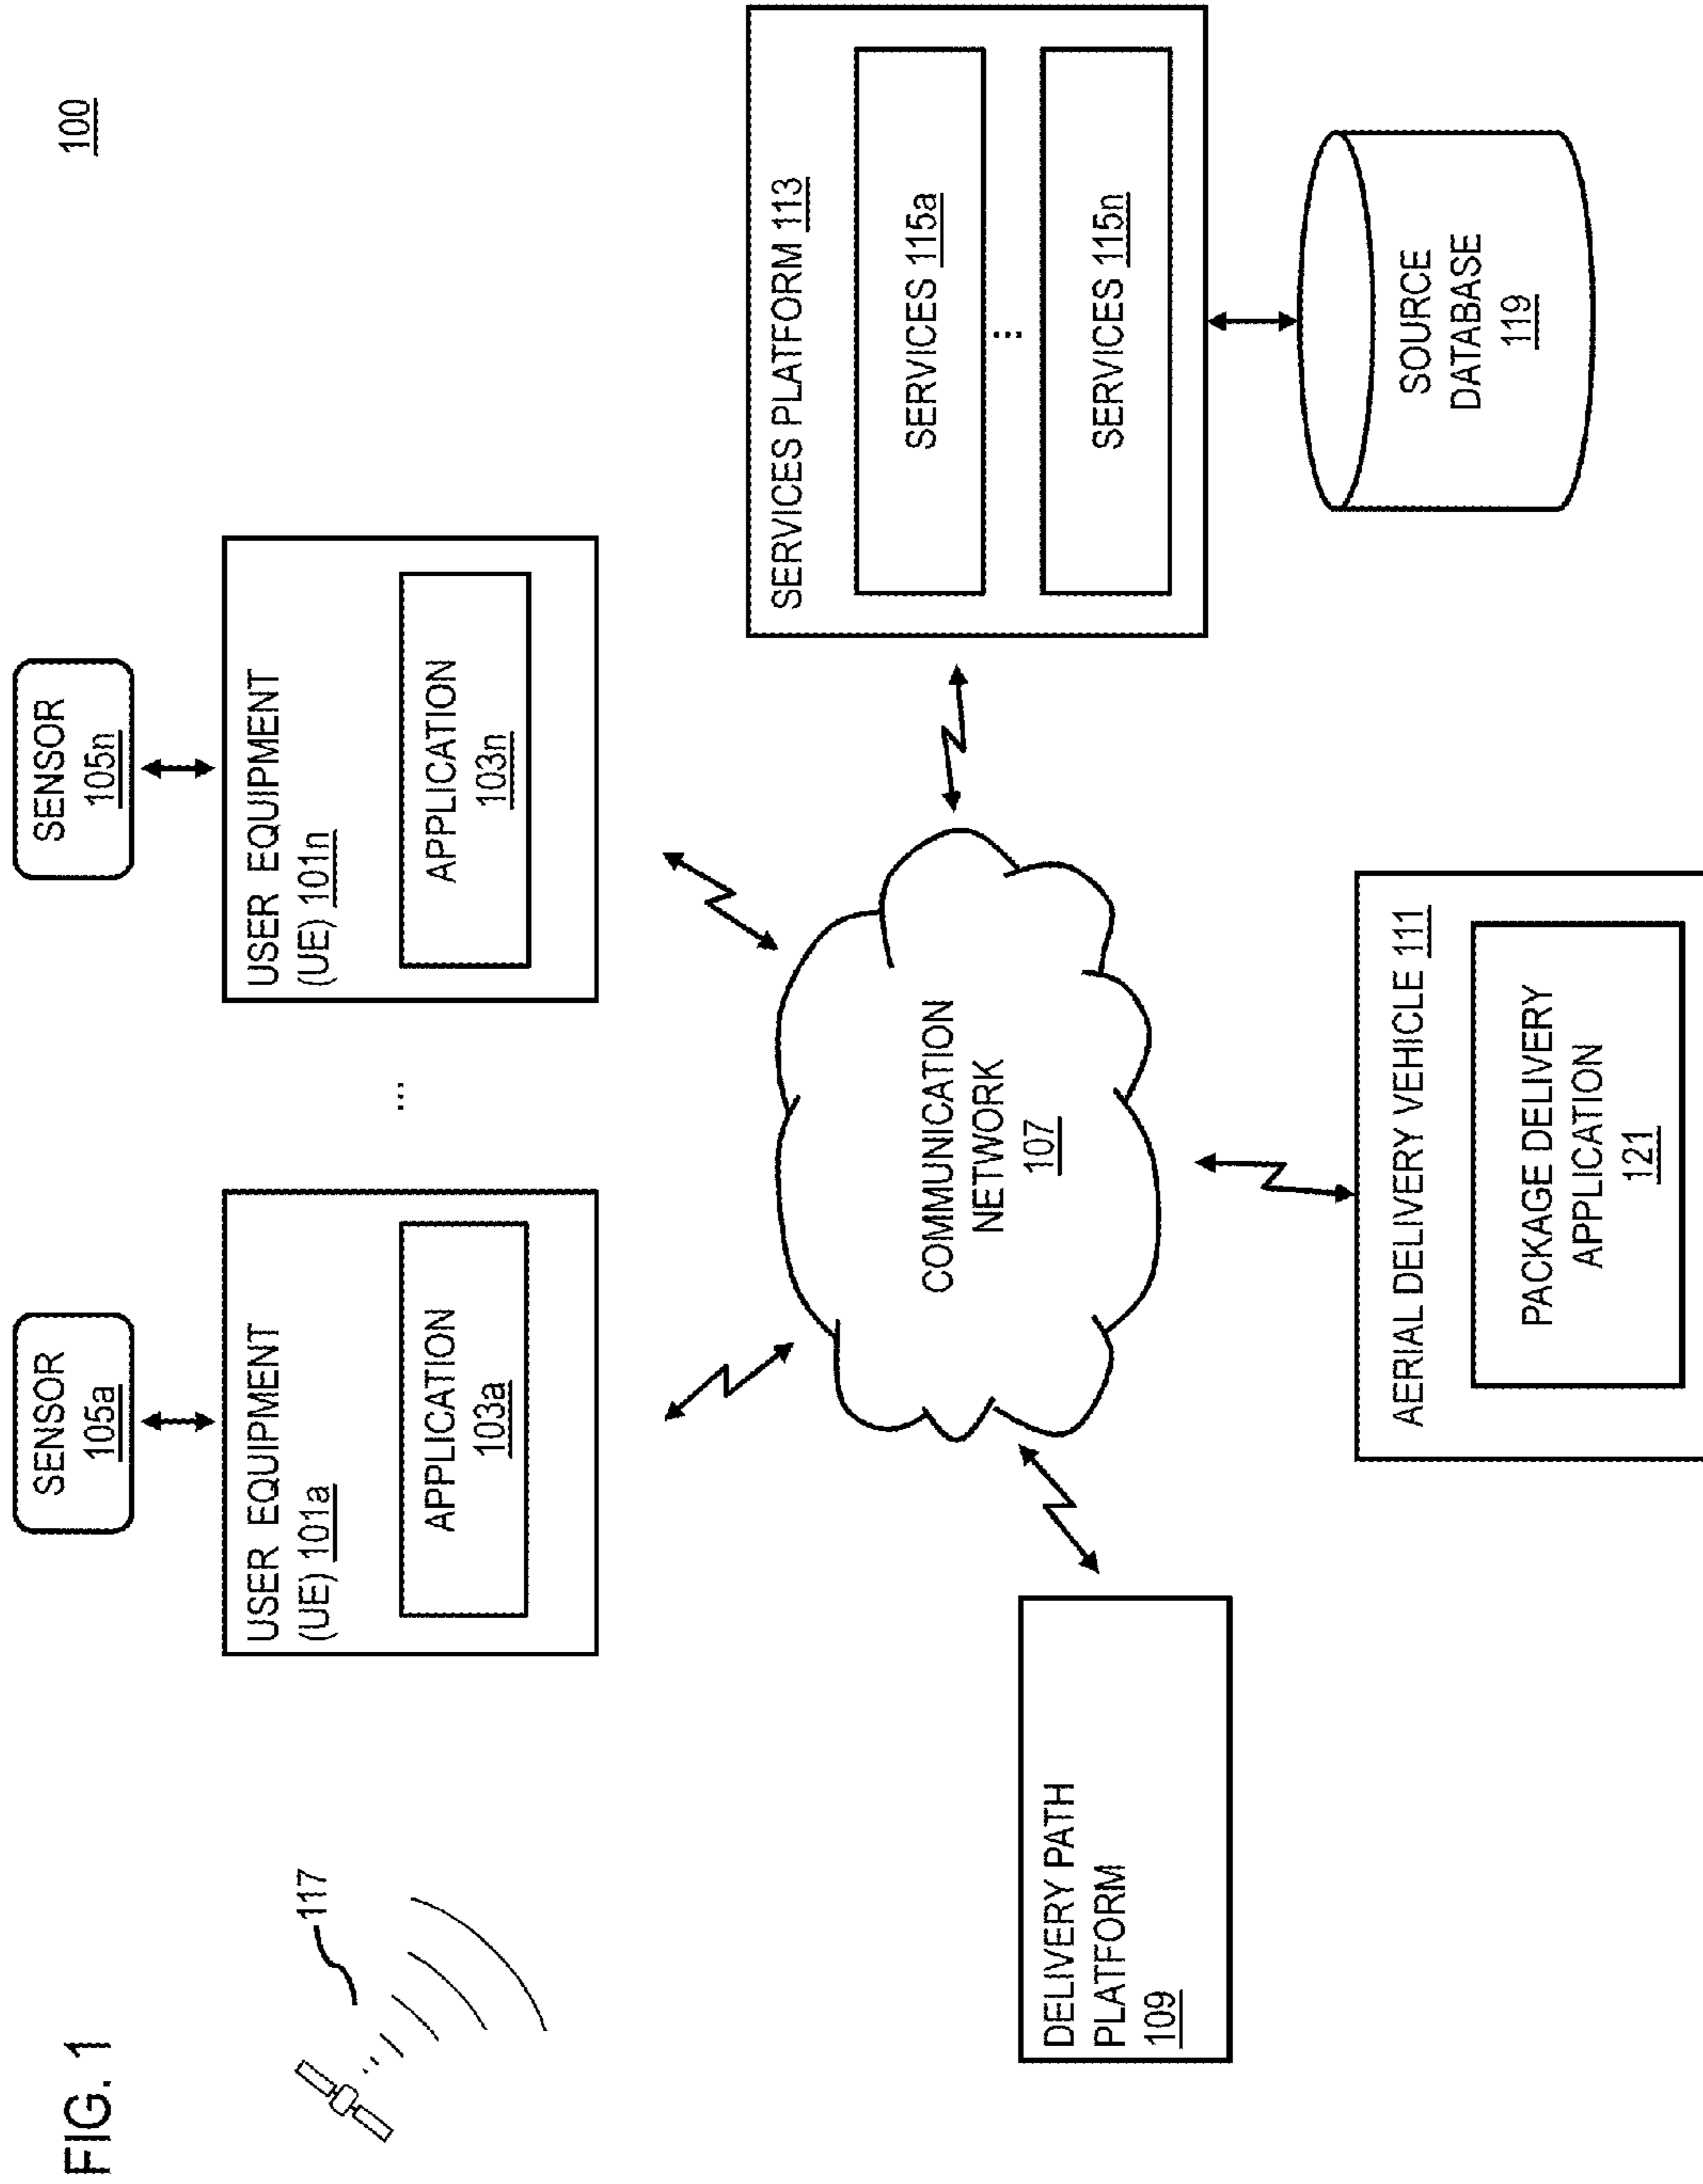 FIG. 1
100
117
SENSOR
105a
SENSOR
105n
USER EQUIPMENT
(UE) 101a
APPLICATION
103a
...
USER EQUIPMENT
(UE) 101n
APPLICATION
103n
COMMUNICATION
NETWORK
107
SERVICES PLATFORM 113
SERVICES 115a
...
SERVICES 115n
DELIVERY PATH
PLATFORM
109
AERIAL DELIVERY VEHICLE 111
PACKAGE DELIVERY
APPLICATION
121
SOURCE
DATABASE
119